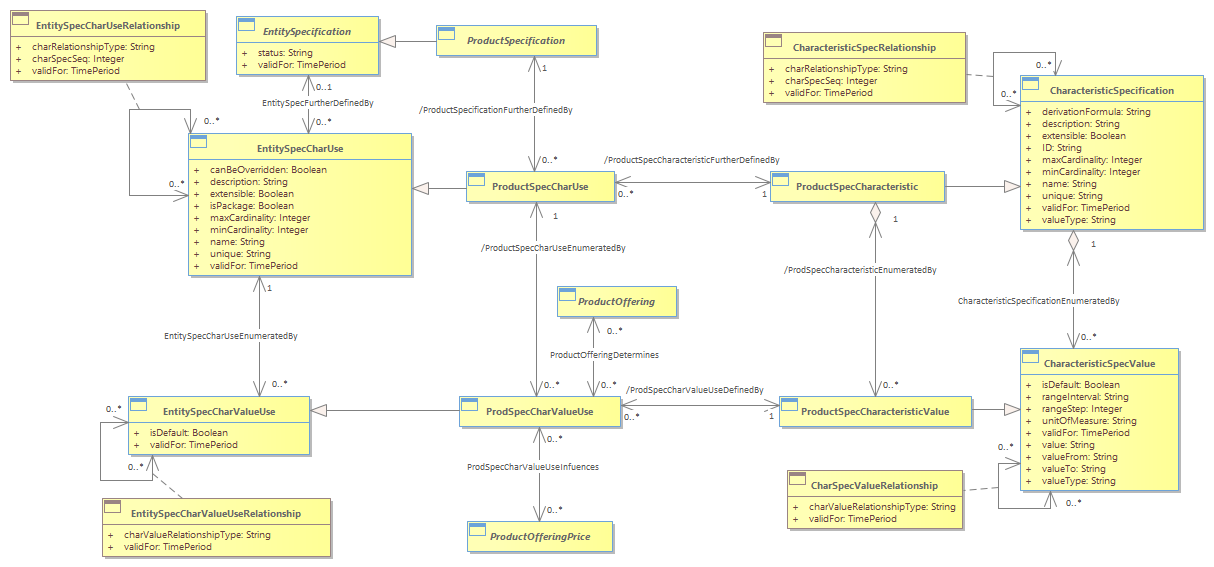 EntitySpecCharUseRelationship
+ charRelationshipType: String
+ charSpecSeq: Integer
+ validFor: TimePeriod
EntitySpecification
+ status: String
+ validFor: TimePeriod
ProductSpecification
CharacteristicSpecRelationship
+ charRelationshipType: String
+ charSpecSeq: Integer
+ validFor: TimePeriod
0..*
0..*
CharacteristicSpecification
+ derivationFormula: String
+ description: String
+ extensible: Boolean
+ ID: String
+ maxCardinality: Integer
+ minCardinality: Integer
+ name: String
+ unique: String
+ validFor: TimePeriod
+ valueType: String
0..1
EntitySpecFurtherDefinedBy
0..*
1
/ProductSpecificationFurtherDefinedBy
0..*
0..*
0..*
EntitySpecCharUse
+ canBeOverridden: Boolean
+ description: String
+ extensible: Boolean
+ isPackage: Boolean
+ maxCardinality: Integer
+ minCardinality: Integer
+ name: String
+ unique: String
+ validFor: TimePeriod
ProductSpecCharUse
/ProductSpecCharacteristicFurtherDefinedBy
0..*
1
ProductSpecCharacteristic
1
/ProductSpecCharUseEnumeratedBy
0..*
1
/ProdSpecCharacteristicEnumeratedBy
0..*
1
CharacteristicSpecificationEnumeratedBy
0..*
1
EntitySpecCharUseEnumeratedBy
0..*
ProductOffering
0..*
ProductOfferingDetermines
0..*
0..*
0..*
EntitySpecCharValueUse
+ isDefault: Boolean
+ validFor: TimePeriod
ProdSpecCharValueUse
/ProdSpecCharValueUseDefinedBy
0..*
1
ProductSpecCharacteristicValue
CharacteristicSpecValue
+ isDefault: Boolean
+ rangeInterval: String
+ rangeStep: Integer
+ unitOfMeasure: String
+ validFor: TimePeriod
+ value: String
+ valueFrom: String
+ valueTo: String
+ valueType: String
0..*
0..*
0..*
ProdSpecCharValueUseInfuences
0..*
CharSpecValueRelationship
+ charValueRelationshipType: String
+ validFor: TimePeriod
EntitySpecCharValueUseRelationship
+ charValueRelationshipType: String
+ validFor: TimePeriod
ProductOfferingPrice